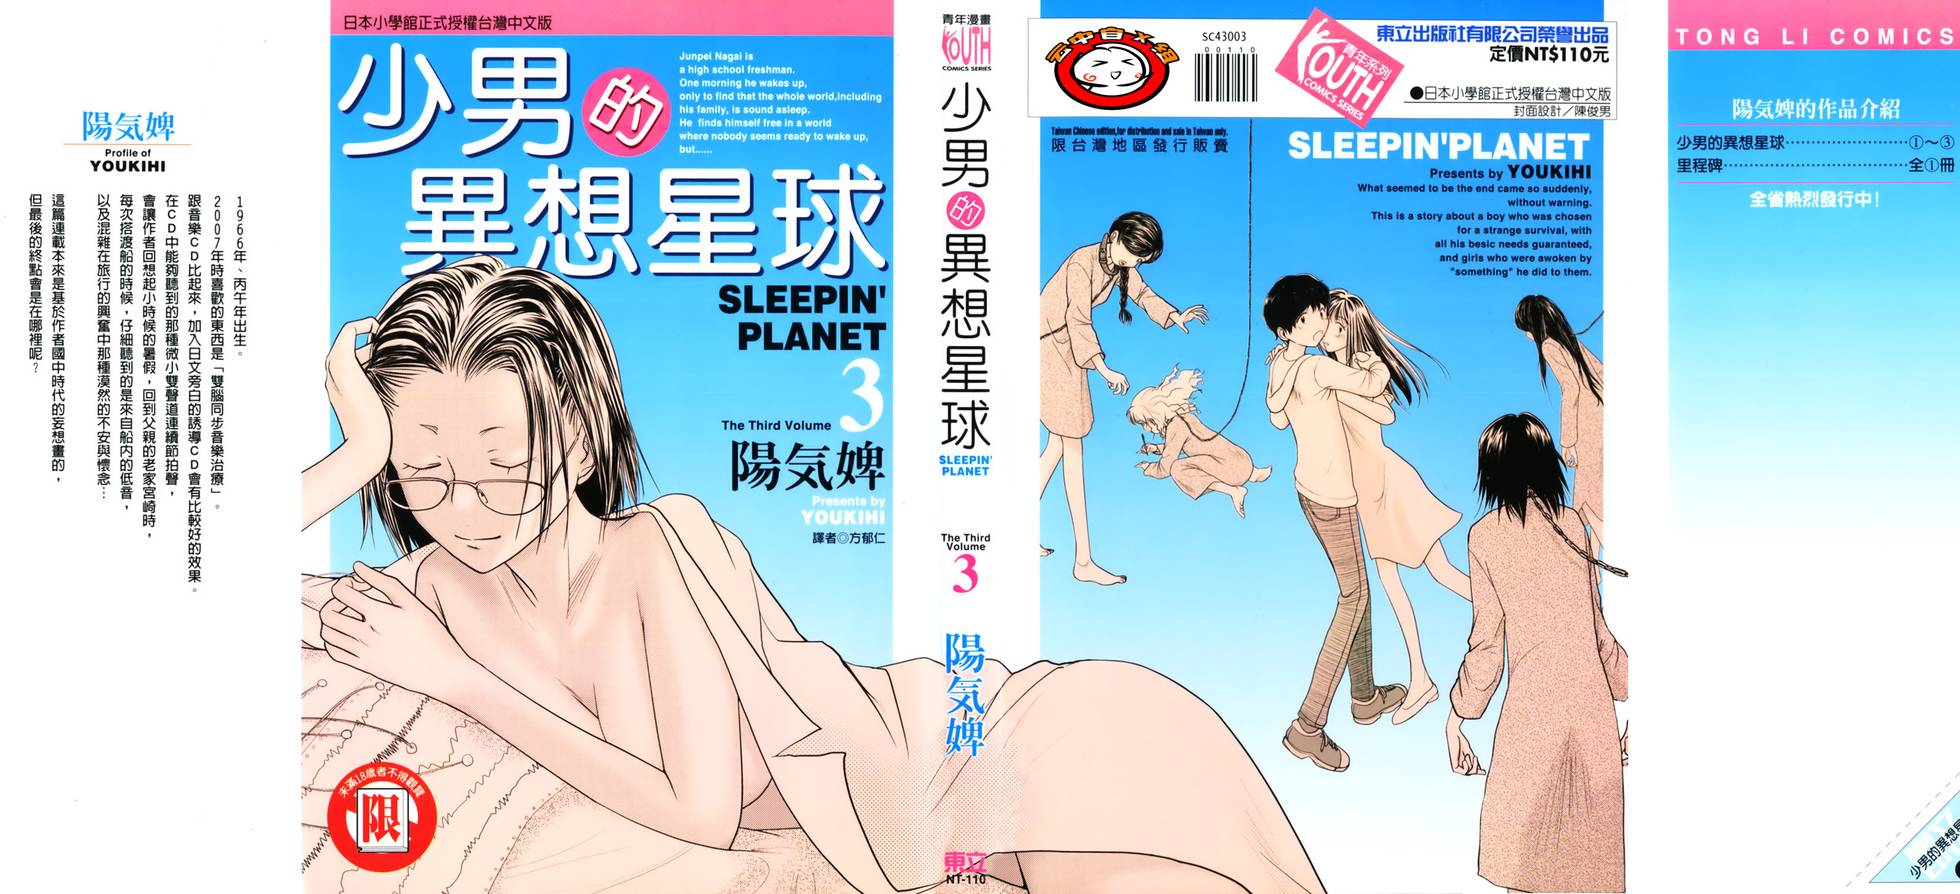 陽気婢
Profile of
YOUKIHI
1966年、丙午年出生。
2007年時喜歡的東西是「雙腦同步音樂治療」。
跟音樂CD比起來，加入日文旁白的誘導CD會有比較好的效果。
在CD中能夠聽到的那種微小雙聲道連續節拍聲，
會讓作者回想起小時候的暑假，回到父親的老家宮崎時，
每次搭渡船的時候，仔細聽到的是來自船內的低音，
以及混雜在旅行的興奮中那種漠然的不安與懷念…
這篇連載本來是基於作者國中時代的妄想畫的，
但最後的終點會是在哪裡呢？
日本小學館正式授權台灣中文版
少男的
異想星球
Junpei Nagai is
a high school freshman.
One morning he wakes up,
only to find that the whole world,including
his family, is sound asleep.
He finds himself free in a world
where nobody seems ready to wake up,
but......
SLEEPIN'
PLANET
3
The Third Volume
陽気婢
Presents by
YOUKIHI
譯者◎方郁仁
未滿18歲者不得觀覽
限
青年漫畫
YOUTH
COMICS SERIES
少男的異想星球
SLEEPIN'
PLANET
The Third
Volume
3
陽気婢
東立
NT-110
SC43003
00110
青年系列
YOUTH
COMICS SERIES
東立出版社有限公司榮譽出品
定價NT$110元
●日本小學館正式授權台灣中文版
封面設計／陳俊男
Taiwan Chinese edition,for distribution and sale in Taiwan only.
限台灣地區發行販賣
SLEEPIN'PLANET
Presents by YOUKIHI
What seemed to be the end came so suddenly,
without warning.
This is a story about a boy who was chosen
for a strange survival, with
all his besic needs guaranteed,
and girls who were awoken by
"something" he did to them.
TONG LI COMICS
陽気婢的作品介紹
少男的異想星球……………………①～③
里程碑………………………………全①冊
全省熱烈發行中！
少男的異想